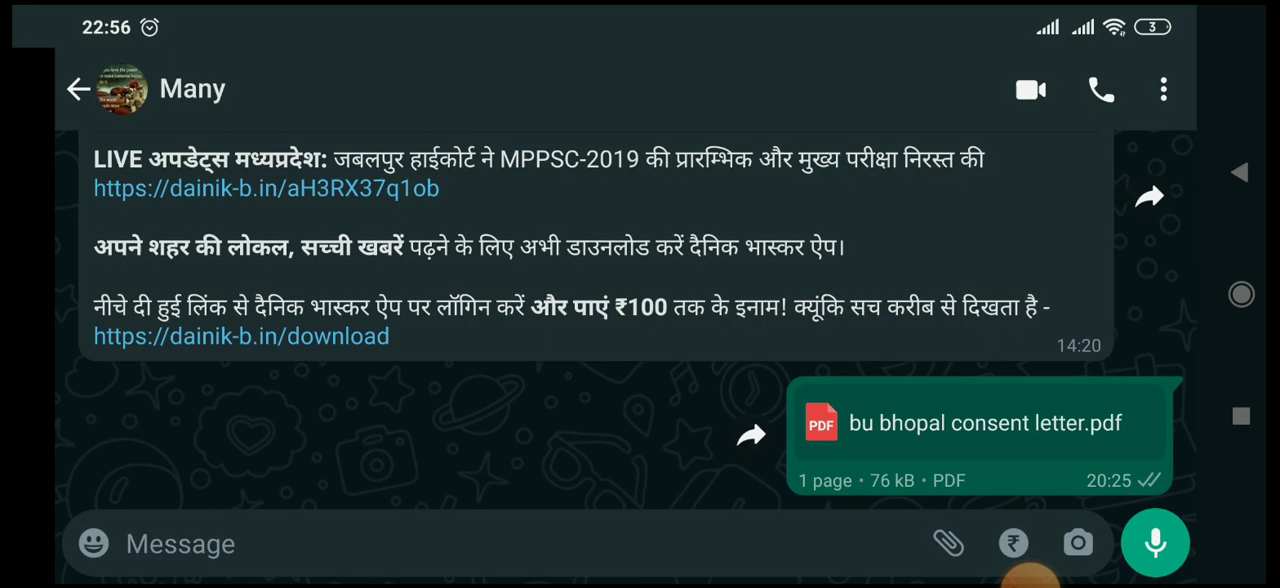 22:56
3
Many
LIVE अपडेट्स मध्यप्रदेश: जबलपुर हाईकोर्ट ने MPPSC-2019 की प्रारम्भिक और मुख्य परीक्षा निरस्त की
https://dainik-b.in/aH3RX37q1ob
अपने शहर की लोकल, सच्ची खबरें पढ़ने के लिए अभी डाउनलोड करें दैनिक भास्कर ऐप।
नीचे दी हुई लिंक से दैनिक भास्कर ऐप पर लॉगिन करें और पाएं ₹100 तक के इनाम! क्यूंकि सच करीब से दिखता है -
https://dainik-b.in/download
14:20
PDF bu bhopal consent letter.pdf
1 page • 76 kB • PDF 20:25
Message